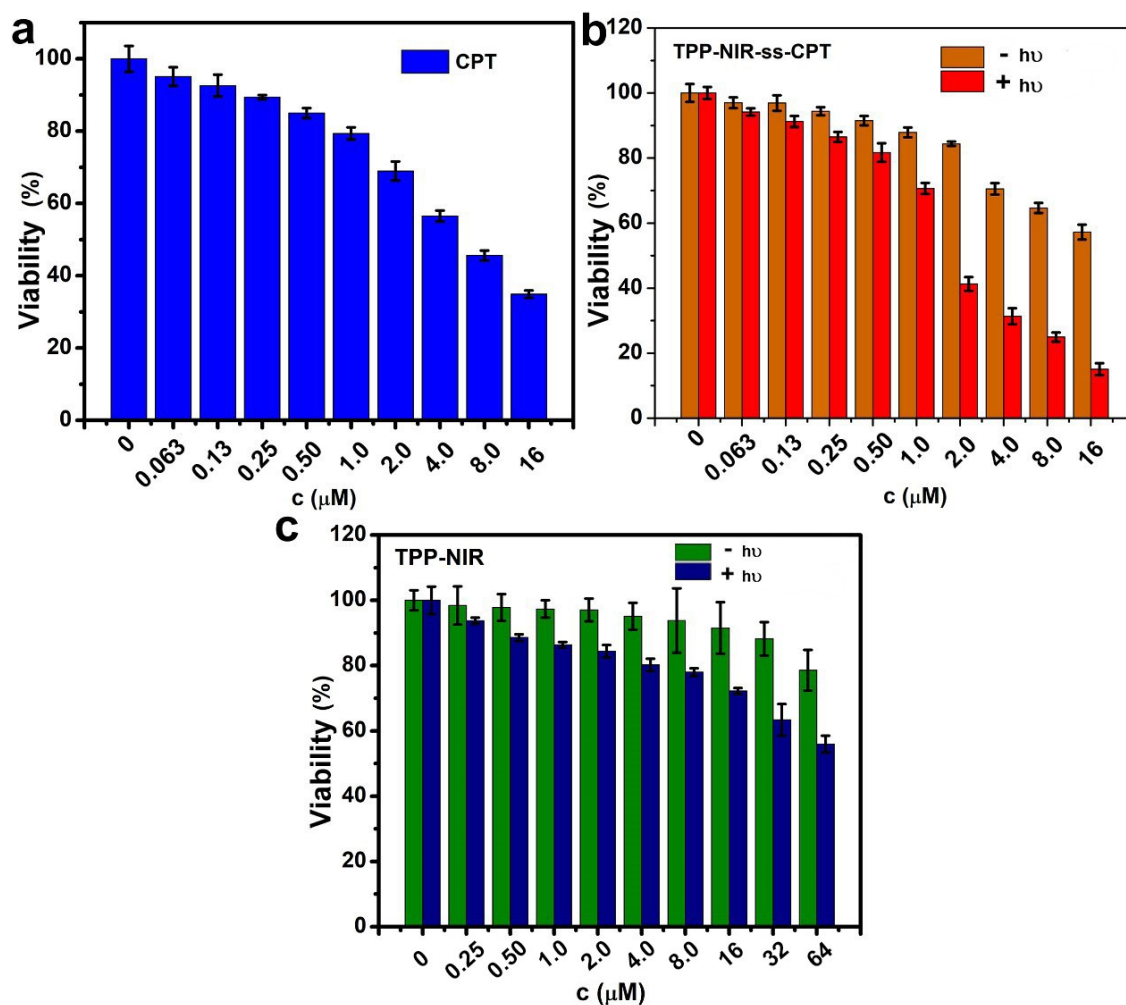 a
CPT
Viability (%)
100
80
60
40
20
0
0 0.063 0.13 0.25 0.50 1.0 2.0 4.0 8.0 16
c (μM)
b
TPP-NIR-ss-CPT
- hυ
+ hυ
Viability (%)
120
100
80
60
40
20
0
0 0.063 0.13 0.25 0.50 1.0 2.0 4.0 8.0 16
c (μM)
c
TPP-NIR
- hυ
+ hυ
Viability (%)
120
100
80
60
40
20
0
0 0.25 0.50 1.0 2.0 4.0 8.0 16 32 64
c (μM)